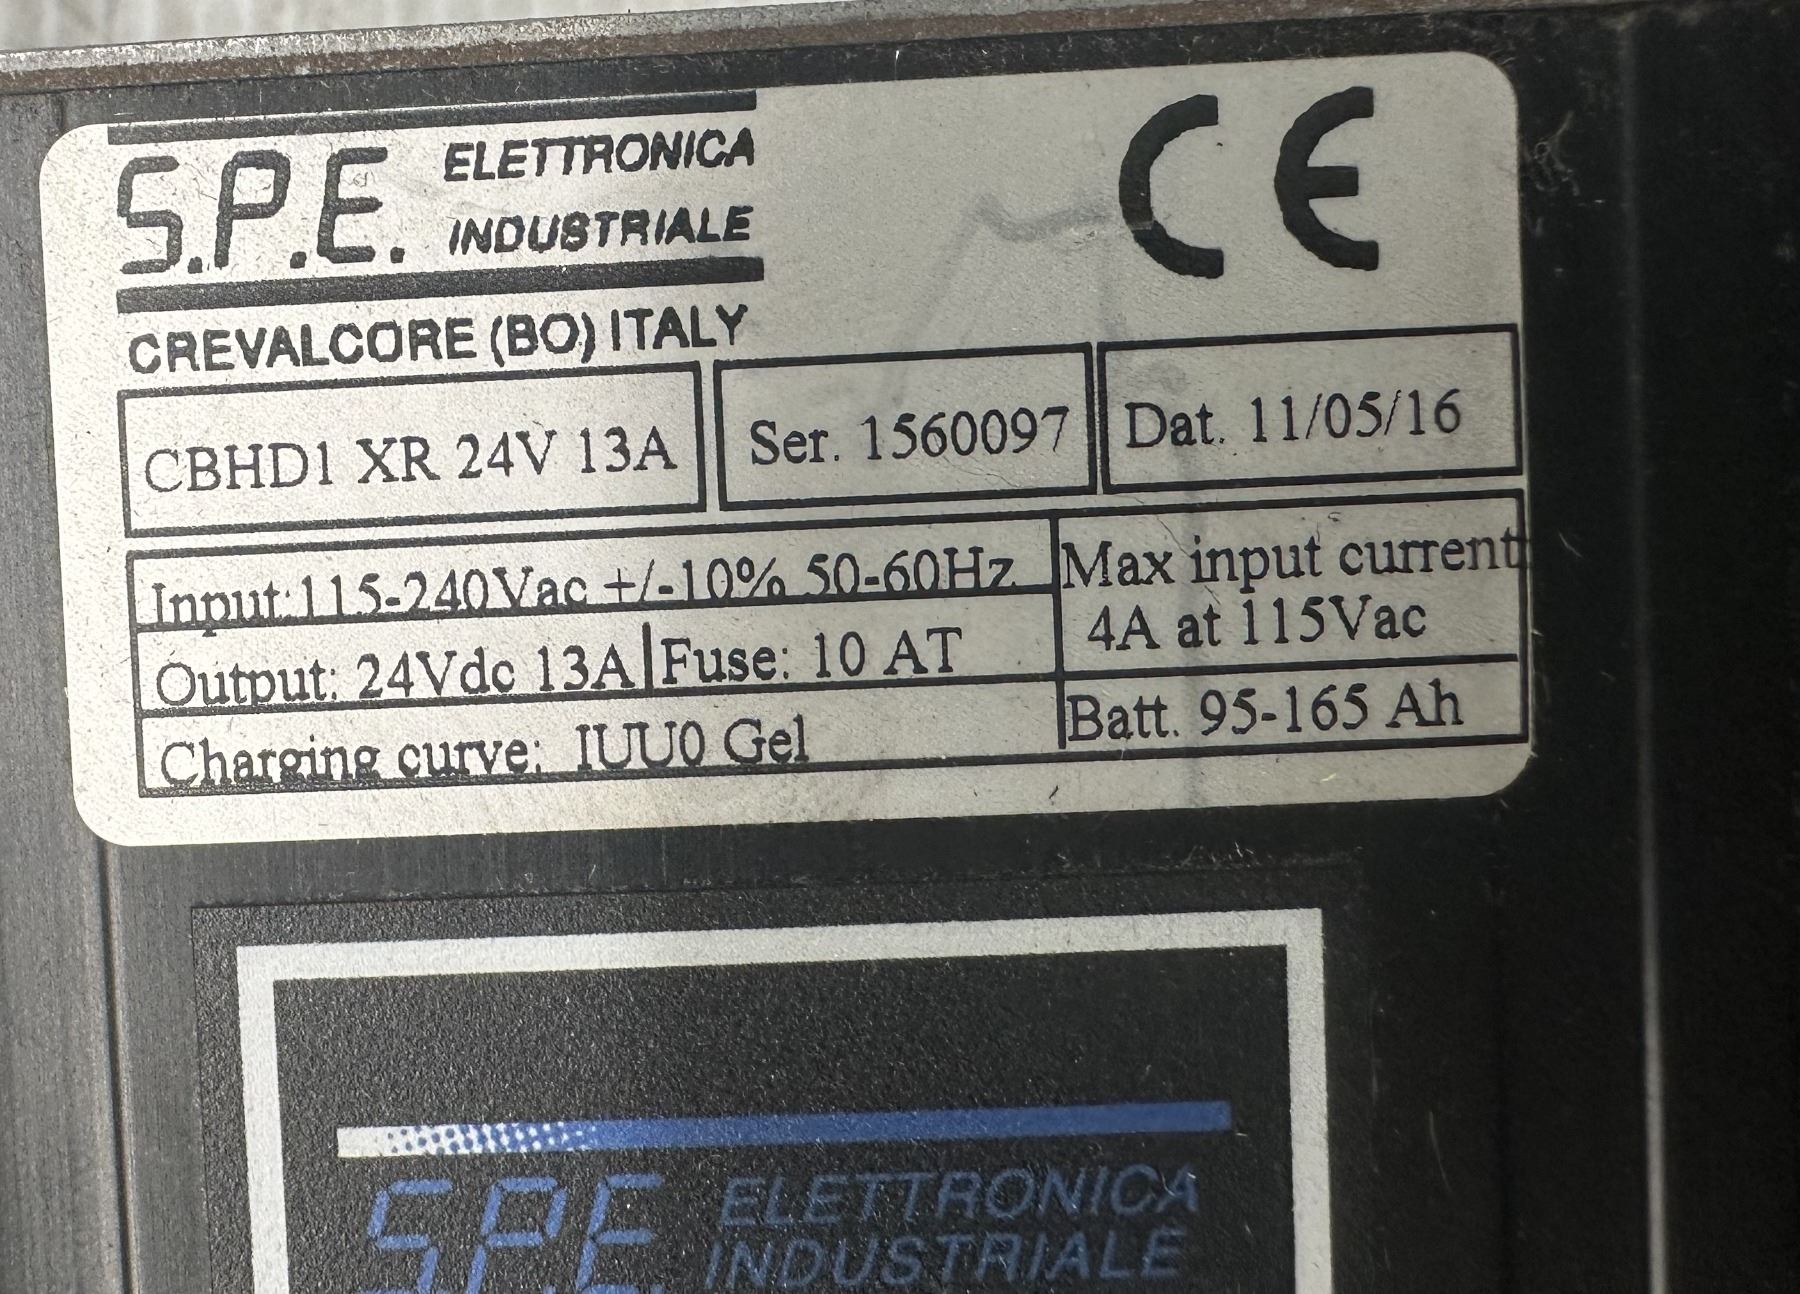 S.P.E. ELETTRONICA
INDUSTRIALE
CREVALCORE (BO) ITALY
CE
CBHD1 XR 24V 13A
Ser. 1560097
Dat. 11/05/16
Input:115-240Vac +/-10% 50-60Hz
Max input current
4A at 115Vac
Output: 24Vdc 13A
Fuse: 10 AT
Charging curve: IUU0 Gel
Batt. 95-165 Ah
S.P.E. ELETTRONICA
INDUSTRIALE